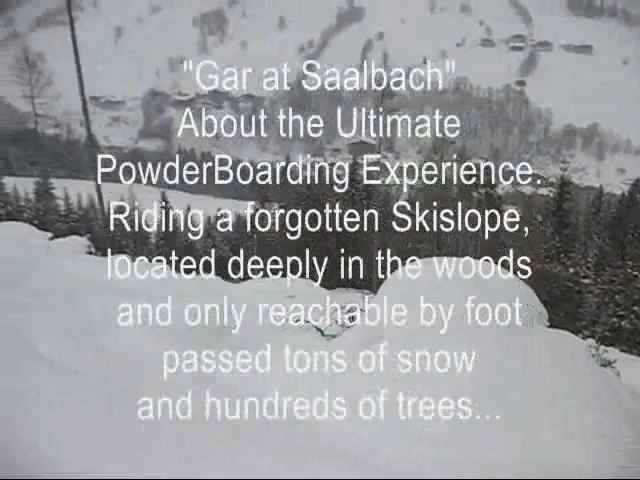 "Gar at Saalbach"
About the Ultimate
PowderBoarding Experience.
Riding a forgotten Skislope,
located deeply in the woods
and only reachable by foot
passed tons of snow
and hundreds of trees...